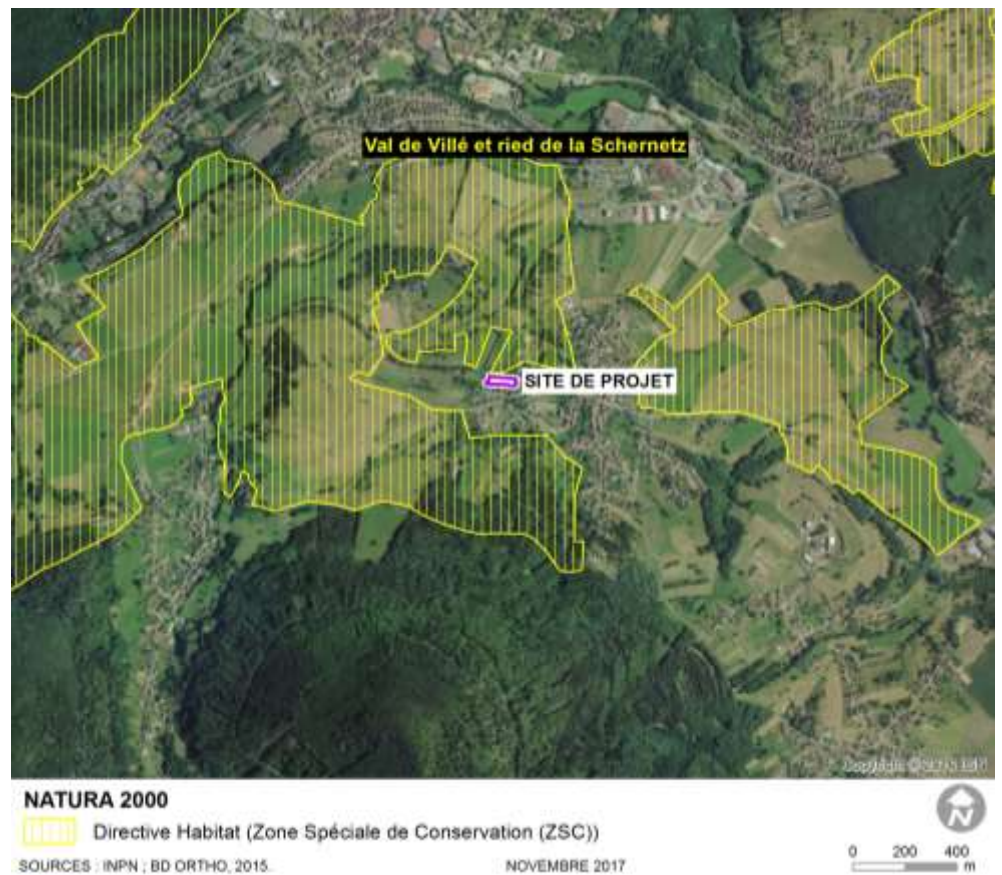 Val de Villé et ried de la Schernetz
SITE DE PROJET
NATURA 2000
Directive Habitat (Zone Spéciale de Conservation (ZSC))
SOURCES : INPN ; BD ORTHO, 2015.
NOVEMBRE 2017
N
0 200 400
m